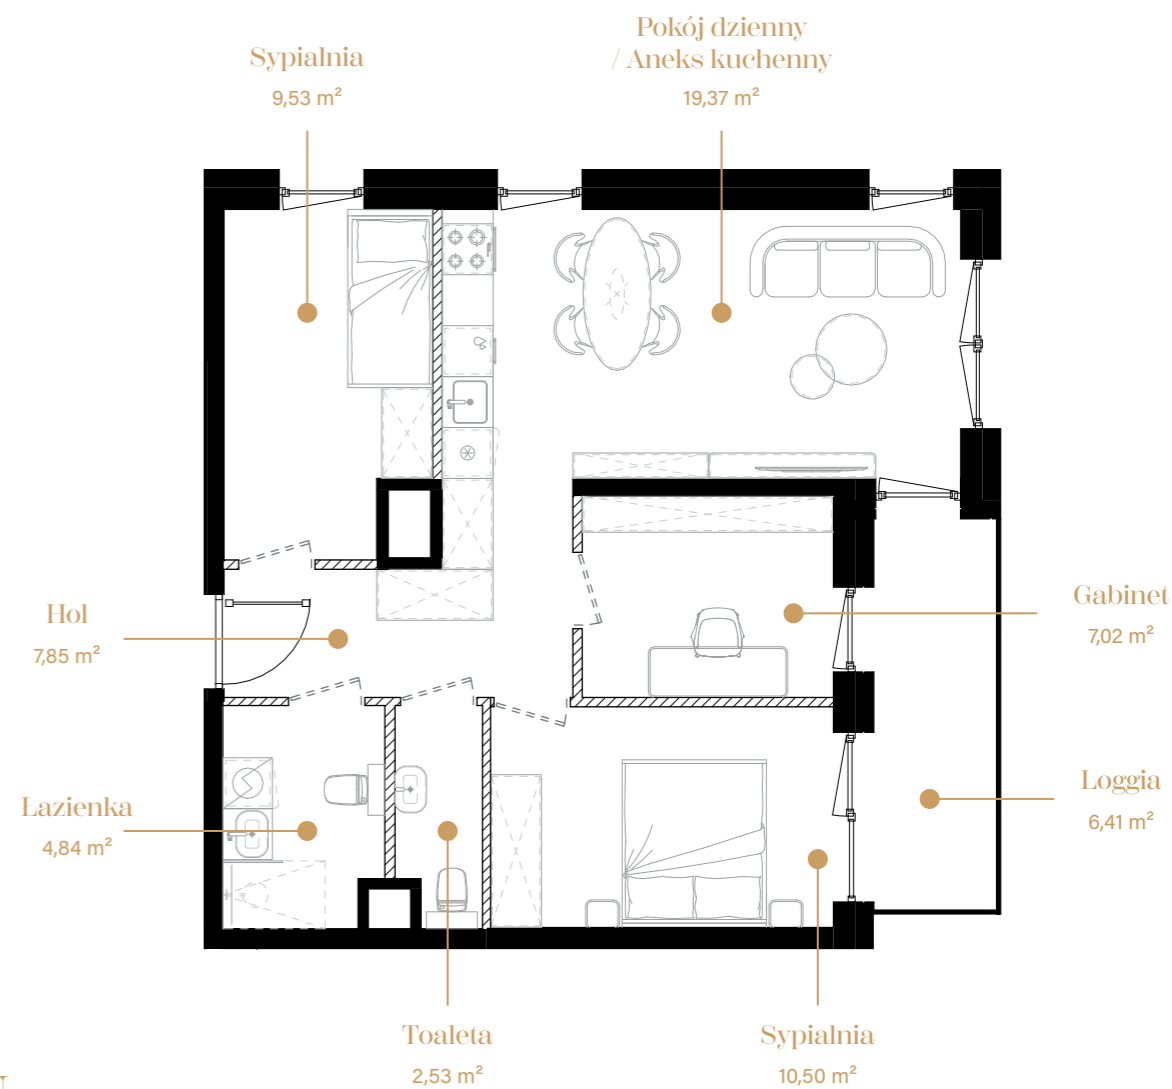 Pokój dzienny
/ Aneks kuchenny
19,37 m²
Sypialnia
9,53 m²
Hol
7,85 m²
Gabinet
7,02 m²
Łazienka
4,84 m²
Loggia
6,41 m²
Toaleta
2,53 m²
Sypialnia
10,50 m²